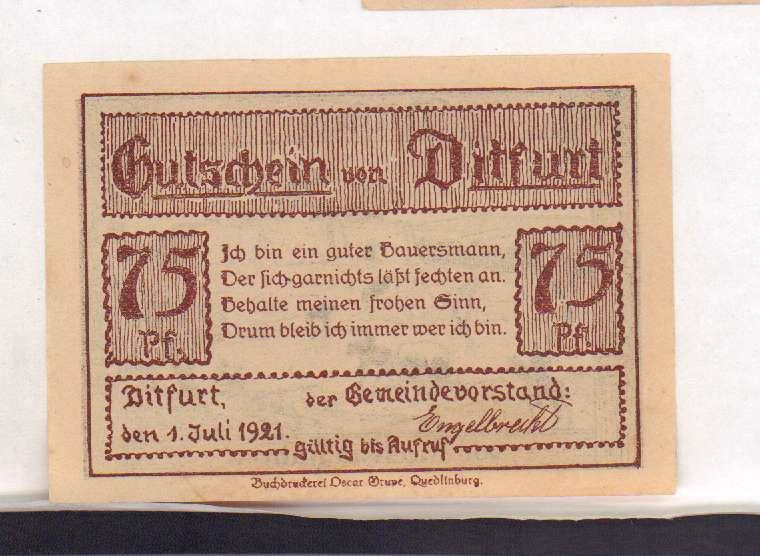 Gutschein von Ditfurt
75 Pf.
Ich bin ein guter Bauersmann,
Der sich garnichts läßt fechten an.
Behalte meinen frohen Sinn,
Drum bleib ich immer wer ich bin.
75 Pf.
Ditfurt, der Gemeindevorstand:
den 1. Juli 1921. Engelbrecht
gültig bis Aufruf
Buchdruckerei Oscar Gruve, Quedlinburg.